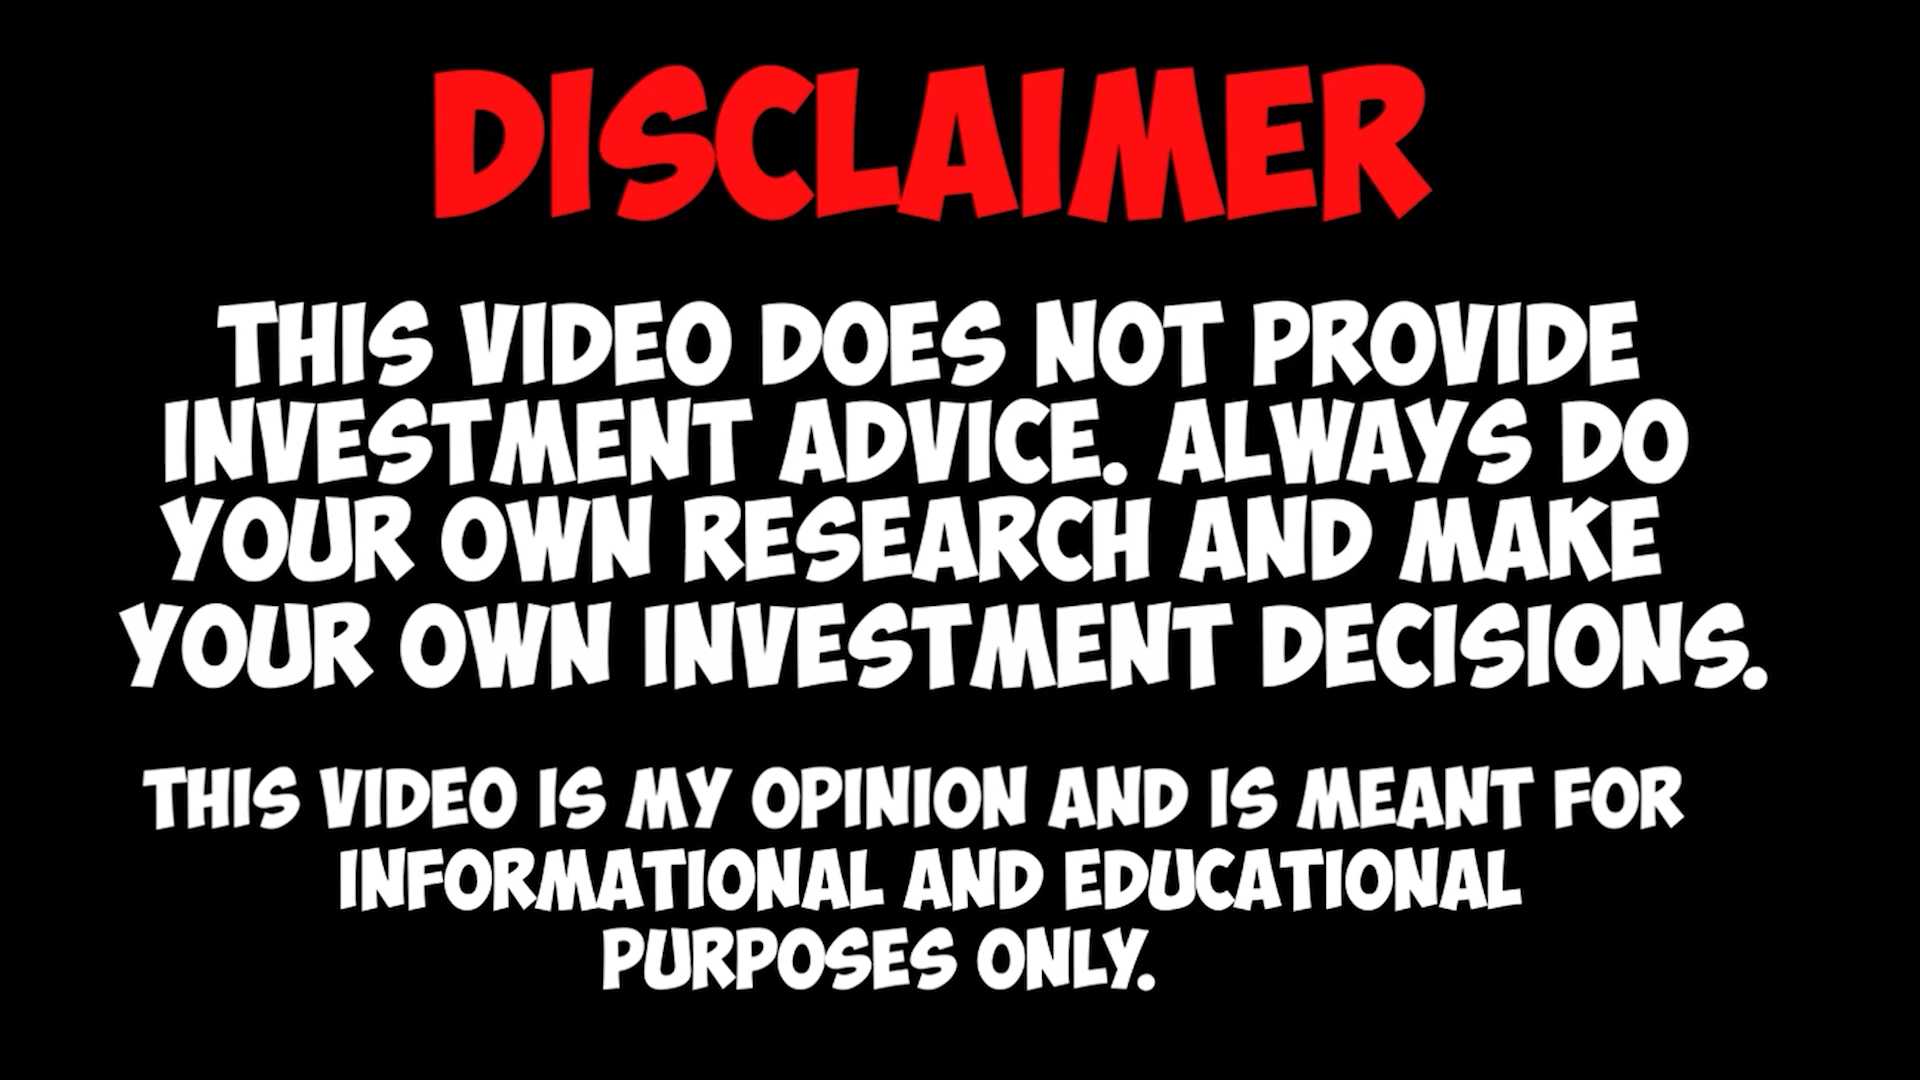 DISCLAIMER
THIS VIDEO DOES NOT PROVIDE
INVESTMENT ADVICE. ALWAYS DO
YOUR OWN RESEARCH AND MAKE
YOUR OWN INVESTMENT DECISIONS.
THIS VIDEO IS MY OPINION AND IS MEANT FOR
INFORMATIONAL AND EDUCATIONAL
PURPOSES ONLY.